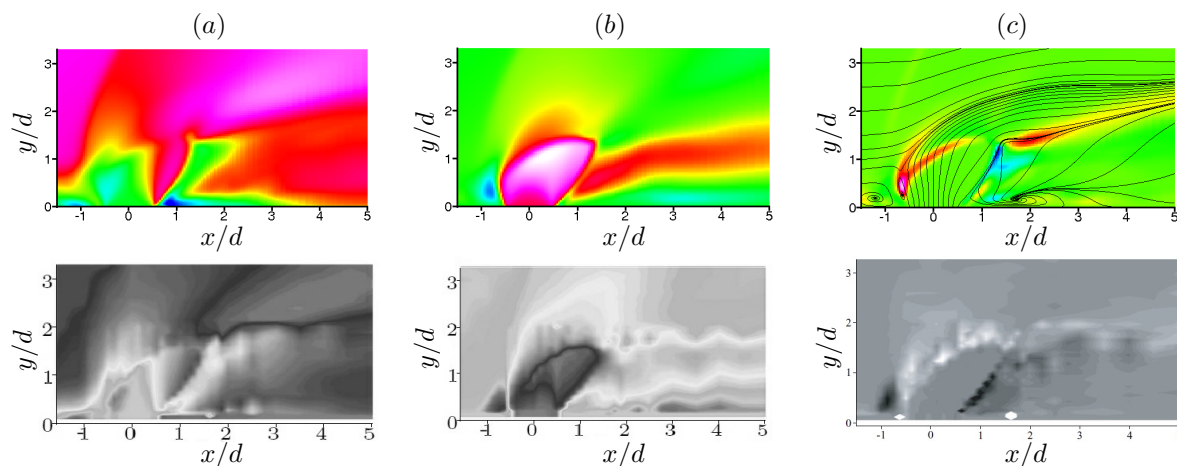 (a) (b) (c)
y/d y/d y/d
3 3 3
2 2 2
1 1 1
0 0 0
-1 0 1 2 3 4 5 -1 0 1 2 3 4 5 -1 0 1 2 3 4 5
x/d x/d x/d
y/d y/d y/d
3 3 3
2 2 2
1 1 1
0 0 0
-1 0 1 2 3 4 5 -1 0 1 2 3 4 5 -1 0 1 2 3 4
x/d x/d x/d